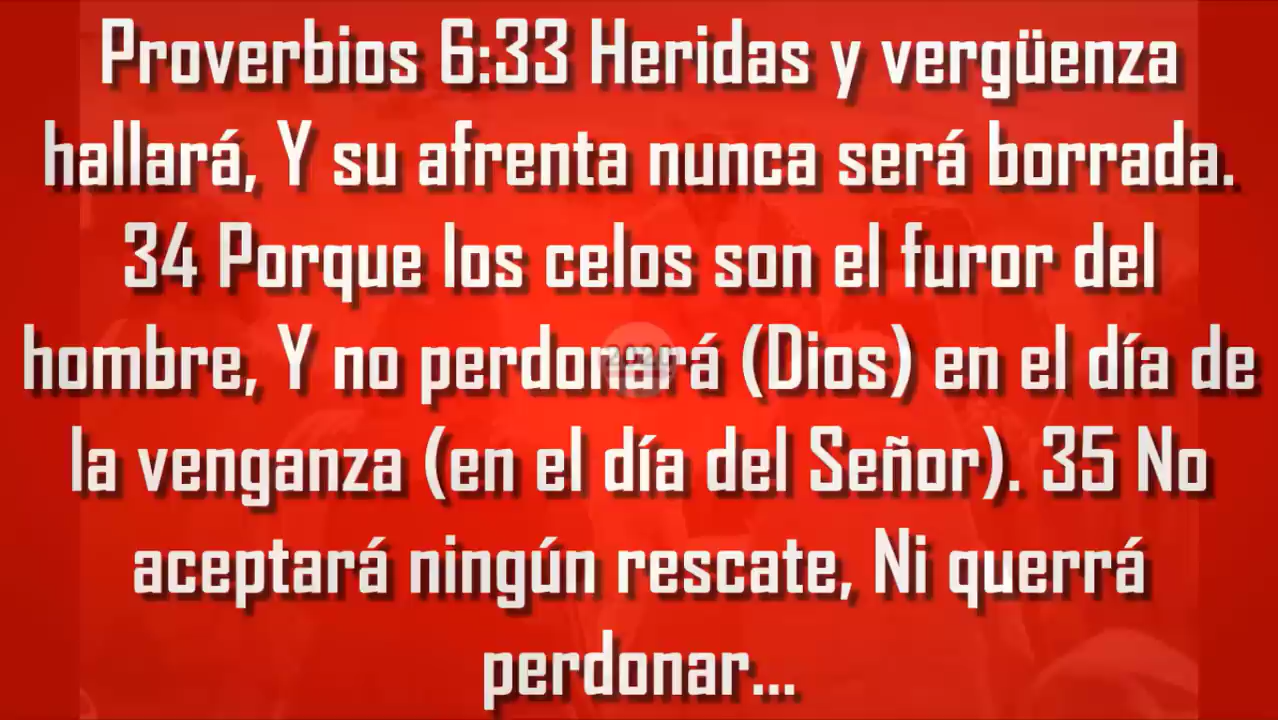 Proverbios 6:33 Heridas y vergüenza
hallará, Y su afrenta nunca será borrada.
34 Porque los celos son el furor del
hombre, Y no perdonará (Dios) en el día de
la venganza (en el día del Señor). 35 No
aceptará ningún rescate, Ni querrá
perdonar...